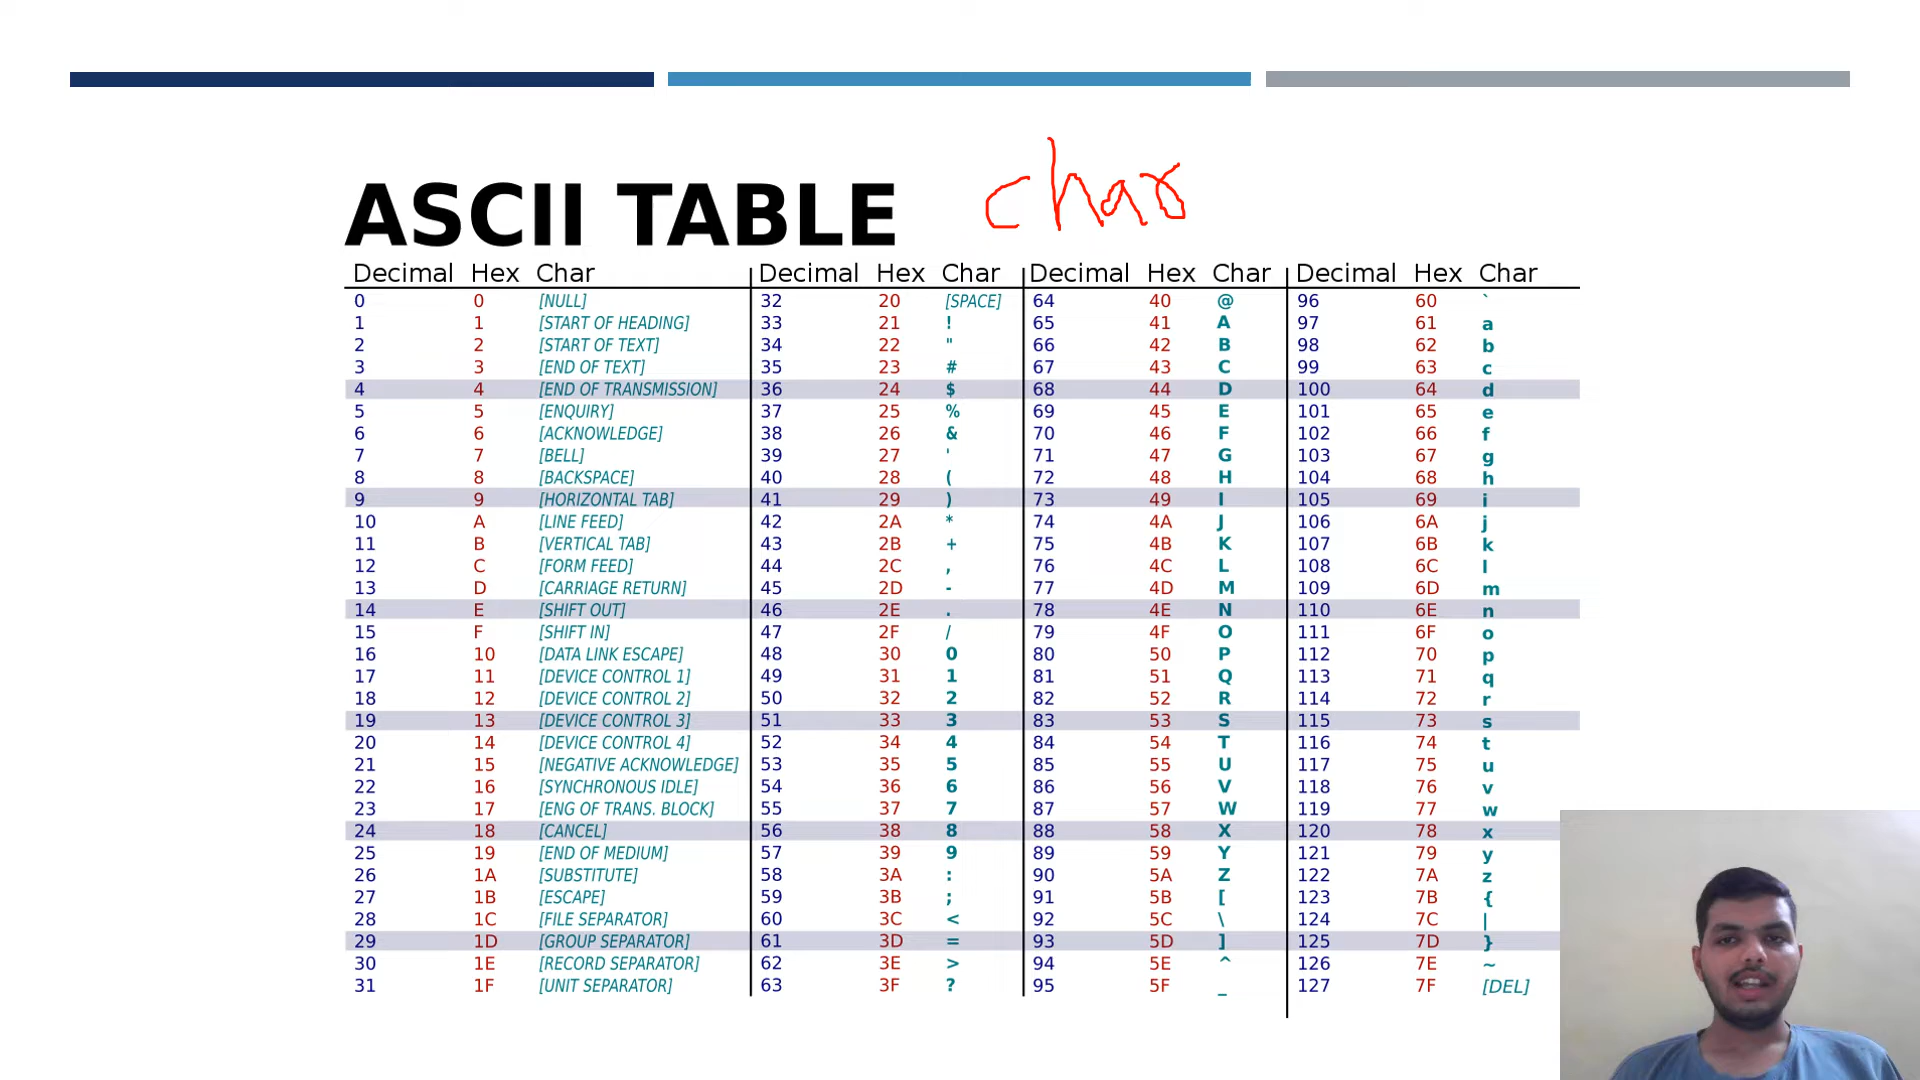 char
ASCII TABLE
Decimal Hex Char Decimal Hex Char Decimal Hex Char Decimal Hex Char
0 0 [NULL] 32 20 [SPACE] 64 40 @ 96 60 `
1 1 [START OF HEADING] 33 21 ! 65 41 A 97 61 a
2 2 [START OF TEXT] 34 22 " 66 42 B 98 62 b
3 3 [END OF TEXT] 35 23 # 67 43 C 99 63 c
4 4 [END OF TRANSMISSION] 36 24 $ 68 44 D 100 64 d
5 5 [ENQUIRY] 37 25 % 69 45 E 101 65 e
6 6 [ACKNOWLEDGE] 38 26 & 70 46 F 102 66 f
7 7 [BELL] 39 27 ' 71 47 G 103 67 g
8 8 [BACKSPACE] 40 28 ( 72 48 H 104 68 h
9 9 [HORIZONTAL TAB] 41 29 ) 73 49 I 105 69 i
10 A [LINE FEED] 42 2A * 74 4A J 106 6A j
11 B [VERTICAL TAB] 43 2B + 75 4B K 107 6B k
12 C [FORM FEED] 44 2C , 76 4C L 108 6C l
13 D [CARRIAGE RETURN] 45 2D - 77 4D M 109 6D m
14 E [SHIFT OUT] 46 2E . 78 4E N 110 6E n
15 F [SHIFT IN] 47 2F / 79 4F O 111 6F o
16 10 [DATA LINK ESCAPE] 48 30 0 80 50 P 112 70 p
17 11 [DEVICE CONTROL 1] 49 31 1 81 51 Q 113 71 q
18 12 [DEVICE CONTROL 2] 50 32 2 82 52 R 114 72 r
19 13 [DEVICE CONTROL 3] 51 33 3 83 53 S 115 73 s
20 14 [DEVICE CONTROL 4] 52 34 4 84 54 T 116 74 t
21 15 [NEGATIVE ACKNOWLEDGE] 53 35 5 85 55 U 117 75 u
22 16 [SYNCHRONOUS IDLE] 54 36 6 86 56 V 118 76 v
23 17 [ENG OF TRANS. BLOCK] 55 37 7 87 57 W 119 77 w
24 18 [CANCEL] 56 38 8 88 58 X 120 78 x
25 19 [END OF MEDIUM] 57 39 9 89 59 Y 121 79 y
26 1A [SUBSTITUTE] 58 3A : 90 5A Z 122 7A z
27 1B [ESCAPE] 59 3B ; 91 5B [ 123 7B {
28 1C [FILE SEPARATOR] 60 3C < 92 5C \ 124 7C |
29 1D [GROUP SEPARATOR] 61 3D = 93 5D ] 125 7D }
30 1E [RECORD SEPARATOR] 62 3E > 94 5E ^ 126 7E ~
31 1F [UNIT SEPARATOR] 63 3F ? 95 5F _ 127 7F [DEL]